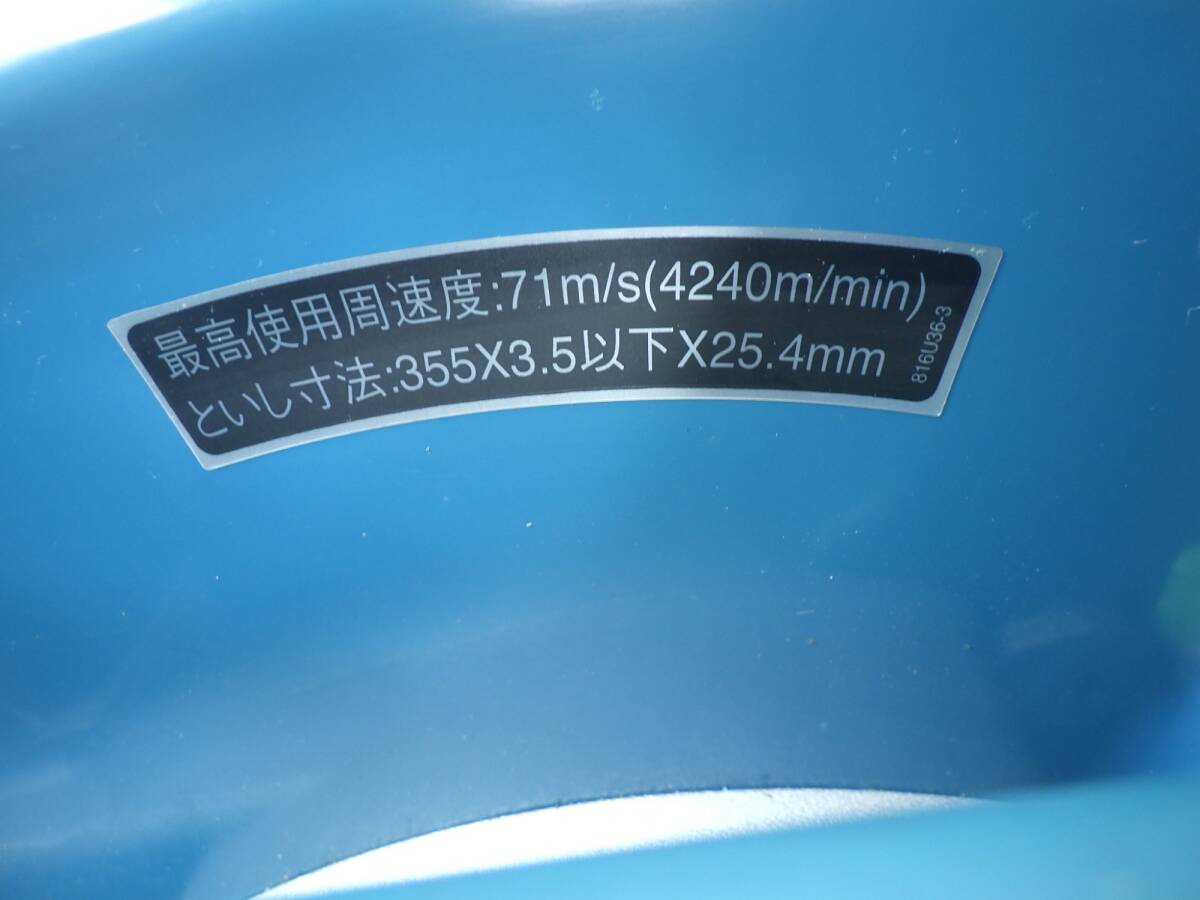 最高使用周速度:71m/s(4240m/min)
といし寸法:355X3.5以下X25.4mm
816U36-3